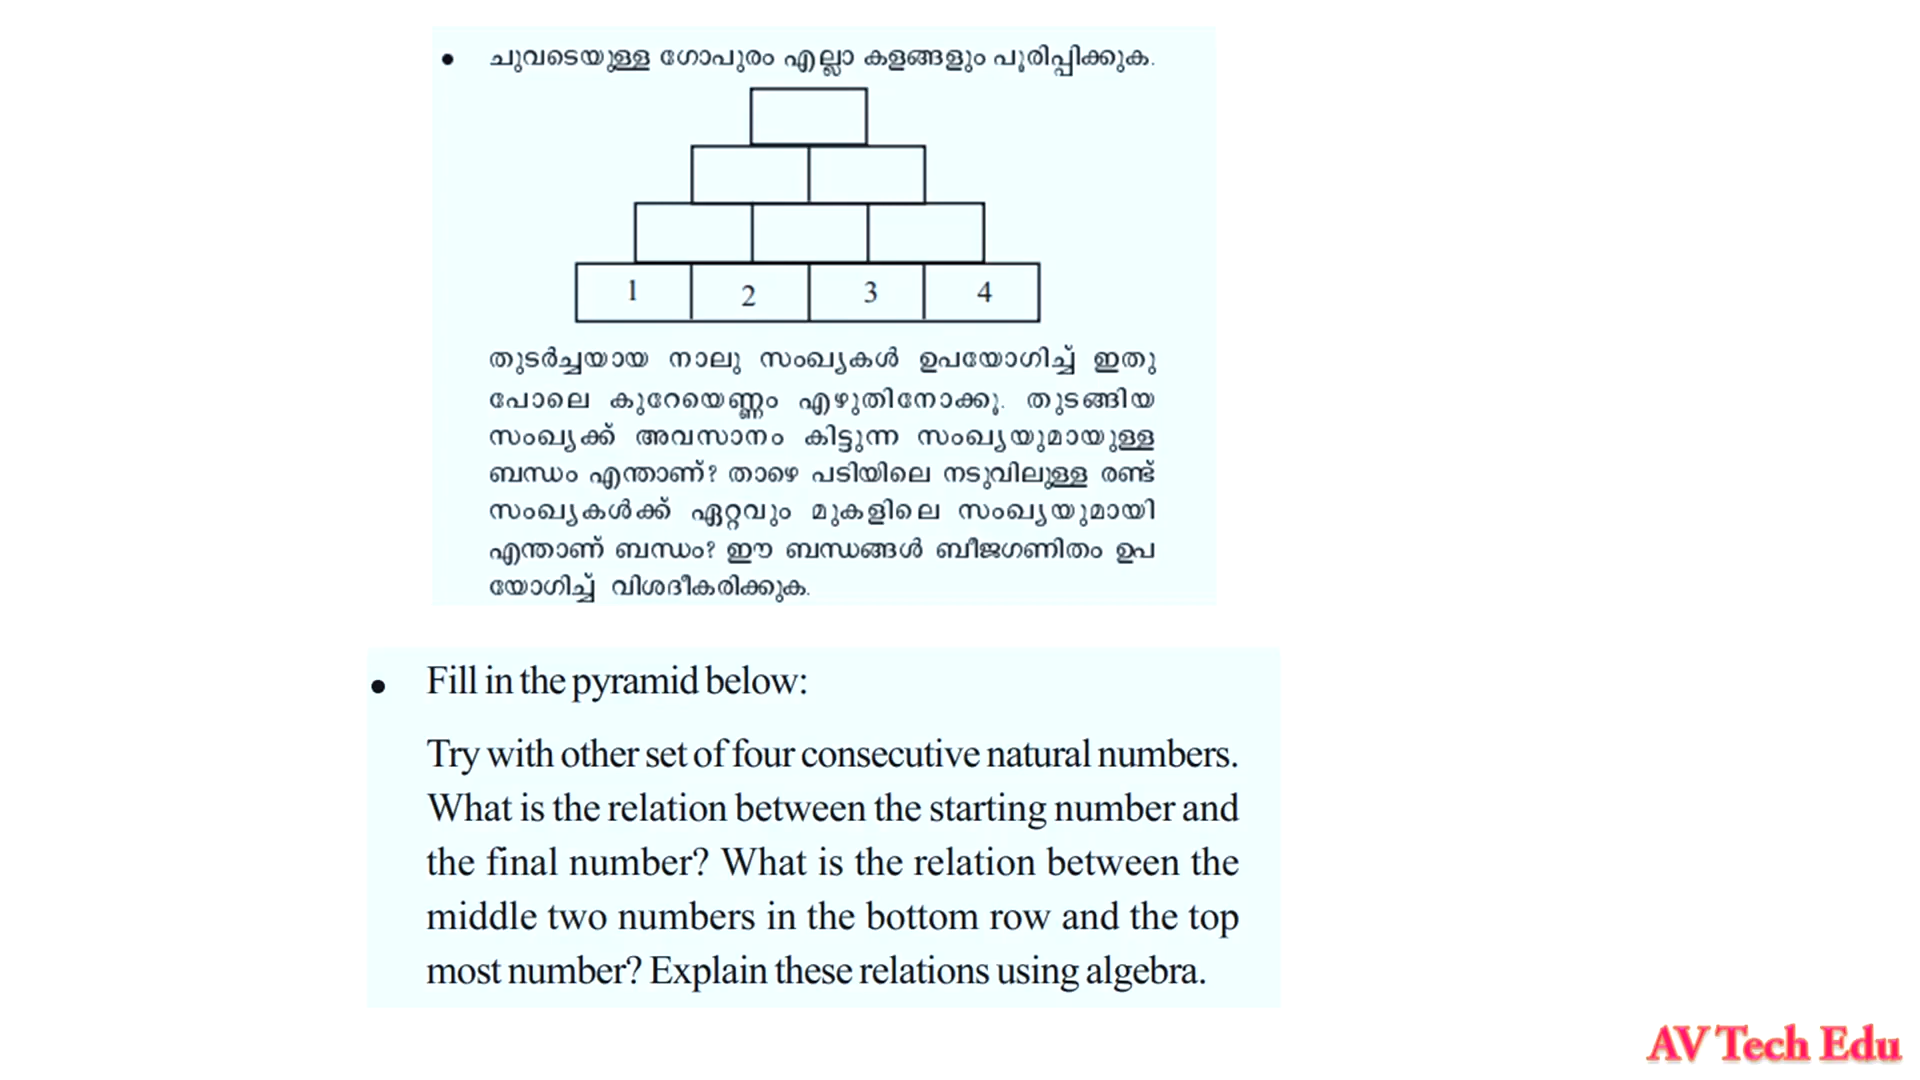 • ചുവടെയുള്ള ഗോപുരം എല്ലാ കളങ്ങളും പൂരിപ്പിക്കുക.
1 2 3 4
തുടർച്ചയായ നാലു സംഖ്യകൾ ഉപയോഗിച്ച് ഇതു
പോലെ കുറേയെണ്ണം എഴുതിനോക്കൂ. തുടങ്ങിയ
സംഖ്യക്ക് അവസാനം കിട്ടുന്ന സംഖ്യയുമായുള്ള
ബന്ധം എന്താണ്? താഴെ പടിയിലെ നടുവിലുള്ള രണ്ട്
സംഖ്യകൾക്ക് ഏറ്റവും മുകളിലെ സംഖ്യയുമായി
എന്താണ് ബന്ധം? ഈ ബന്ധങ്ങൾ ബീജഗണിതം ഉപ
യോഗിച്ച് വിശദീകരിക്കുക.
• Fill in the pyramid below:
Try with other set of four consecutive natural numbers.
What is the relation between the starting number and
the final number? What is the relation between the
middle two numbers in the bottom row and the top
most number? Explain these relations using algebra.
AV Tech Edu